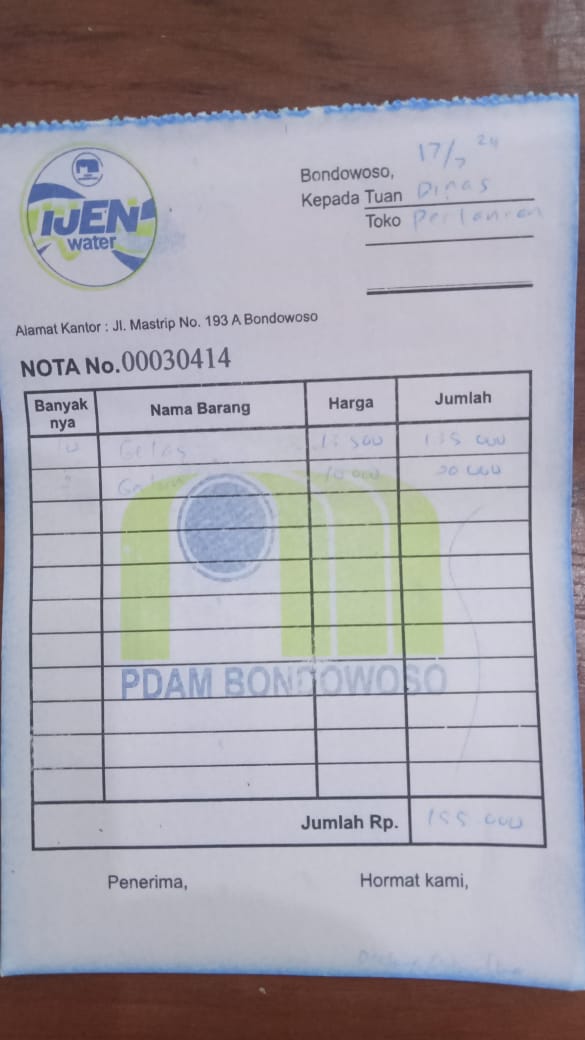 IJEN
water
Bondowoso, 17/7 24
Kepada Tuan Dinas
Toko Pertanian
Alamat Kantor : Jl. Mastrip No. 193 A Bondowoso
NOTA No.00030414
Banyak nya Nama Barang Harga Jumlah
10 Gelas 13 500 135 000
10 000 20 000
PDAM BONDOWOSO
Jumlah Rp. 155 000
Penerima, Hormat kami,